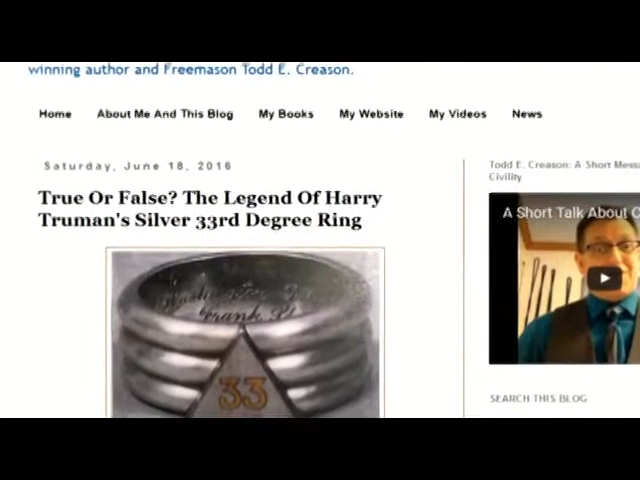 winning author and Freemason Todd E. Creason.
Home About Me And This Blog My Books My Website My Videos News
Saturday, June 18, 2016
True Or False? The Legend Of Harry
Truman's Silver 33rd Degree Ring
Frank
33
Todd E. Creason: A Short
Civility
A Short Talk About
SEARCH THIS BLOG